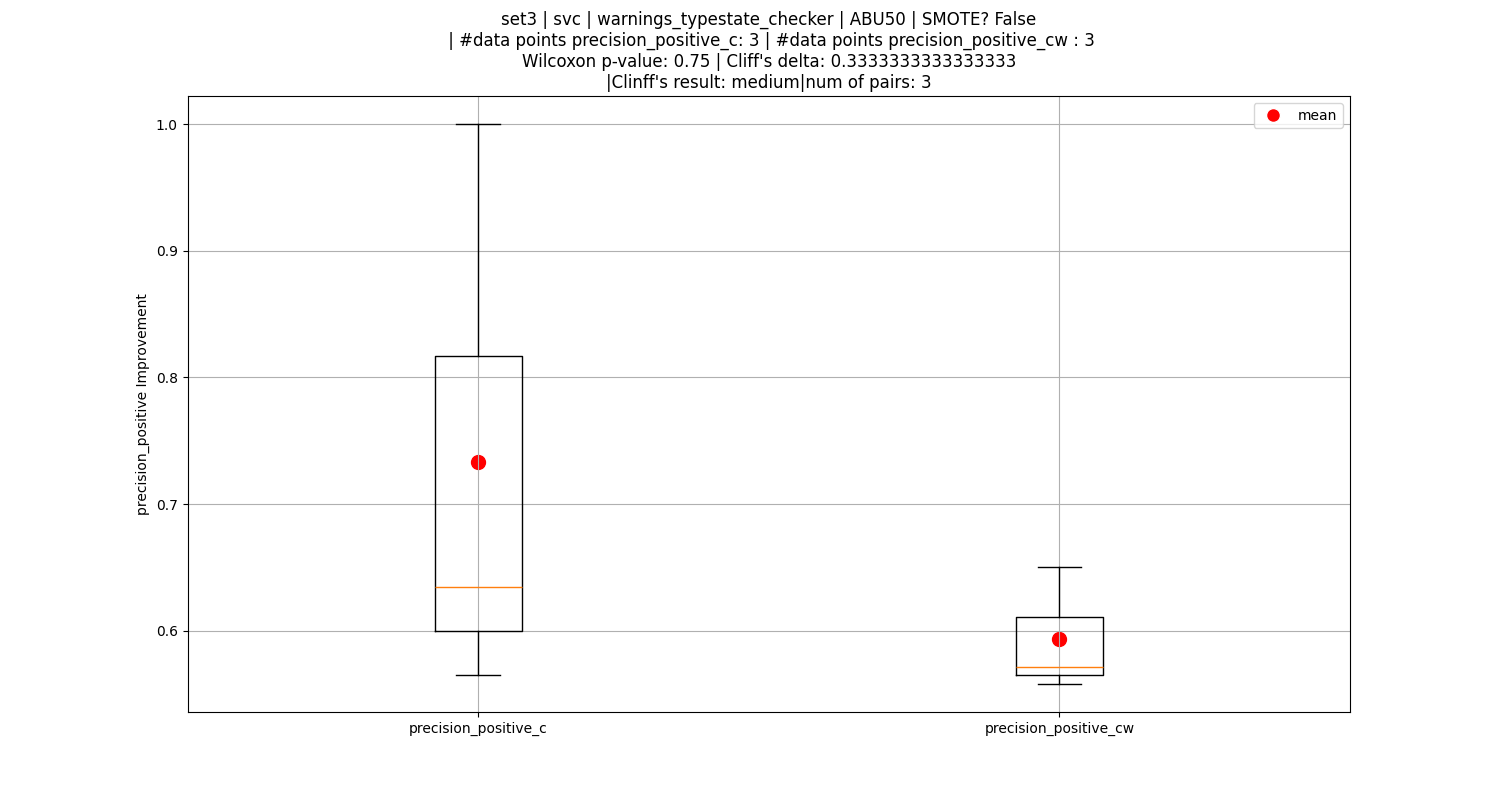 set3 | svc | warnings_typestate_checker | ABU50 | SMOTE? False
| #data points precision_positive_c: 3 | #data points precision_positive_cw : 3
Wilcoxon p-value: 0.75 | Cliff's delta: 0.3333333333333333
|Clinff's result: medium|num of pairs: 3
mean
1.0
0.9
0.8
0.7
0.6
precision_positive Improvement
precision_positive_c
precision_positive_cw